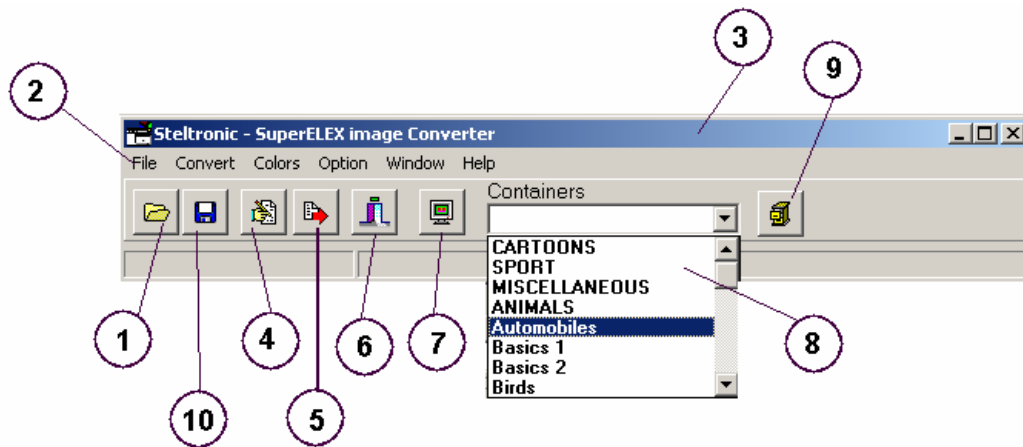 3
9
2
Steltronic - SuperELEX image Converter
File Convert Colors Option Window Help
Containers
CARTOONS
SPORT
MISCELLANEOUS
ANIMALS
Automobiles
Basics 1
Basics 2
Birds
1
4
6
7
8
10
5